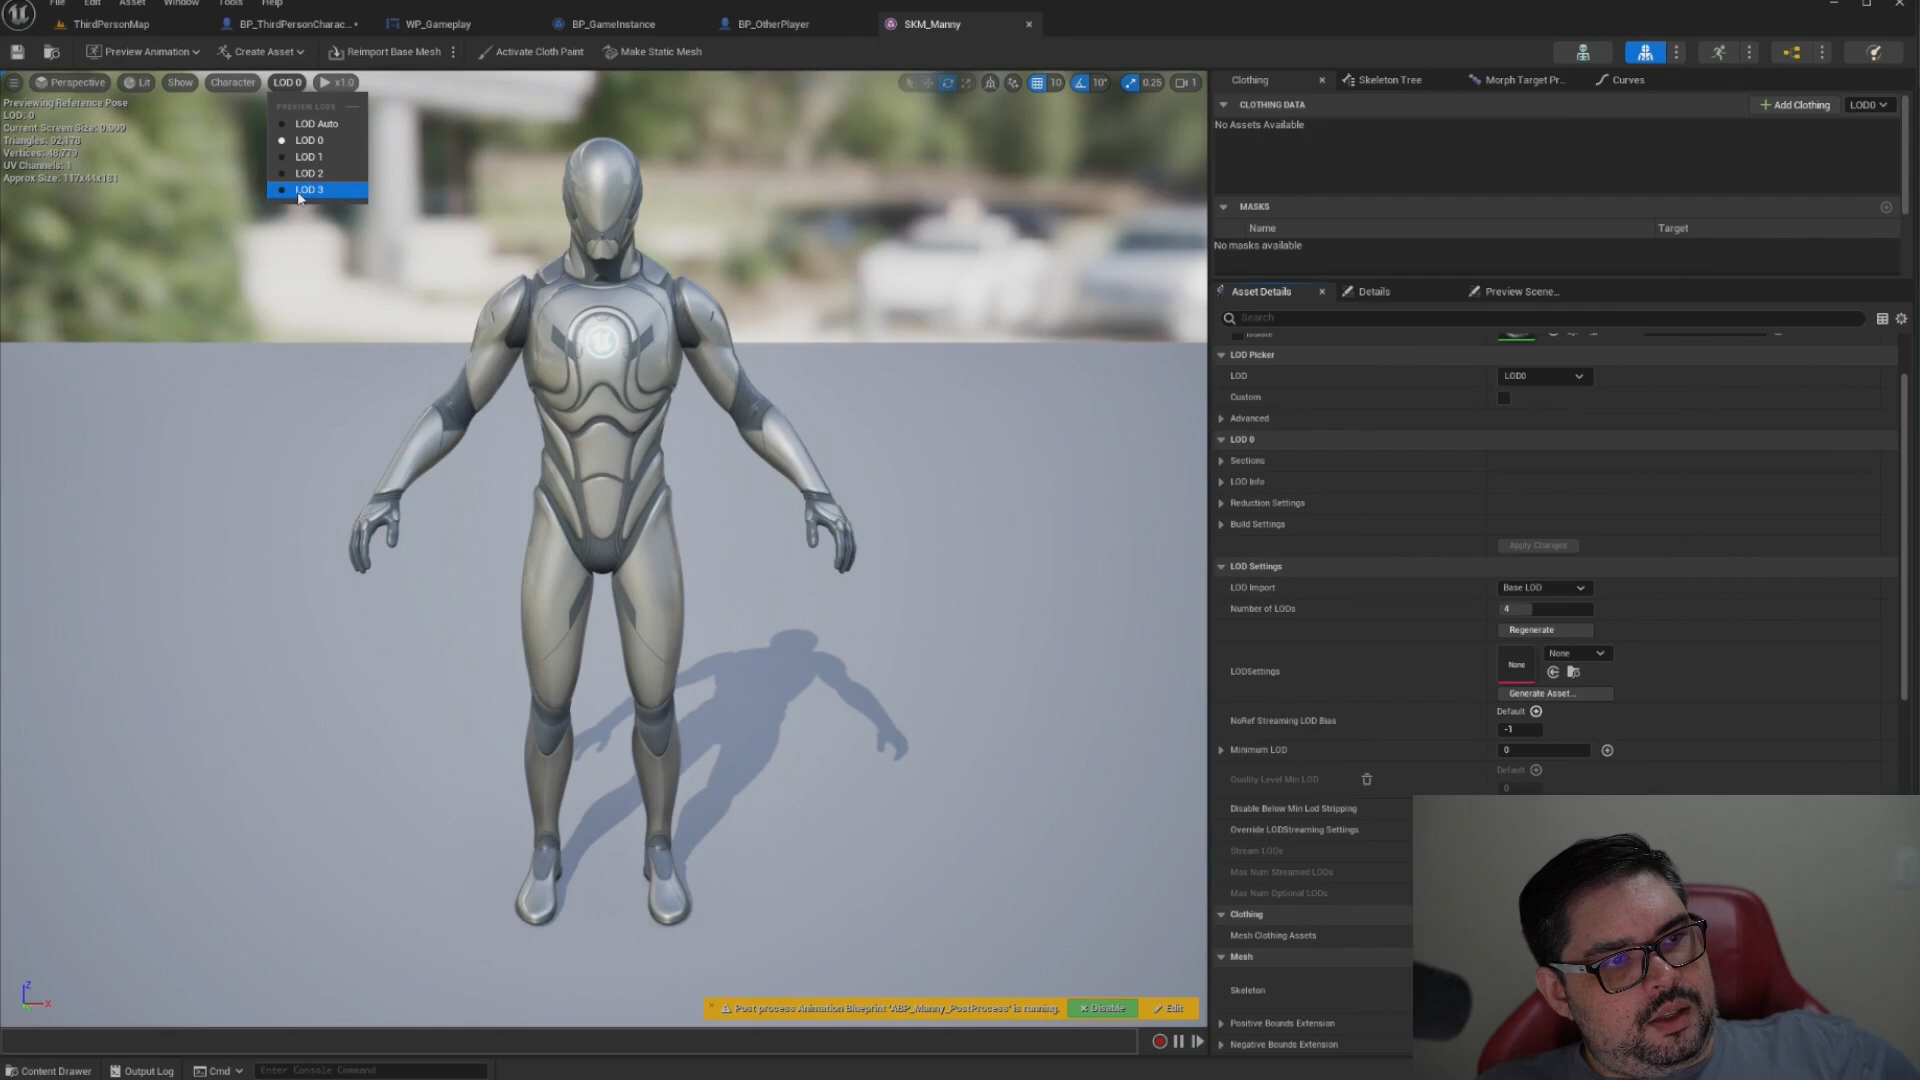 File Edit Asset Window Tools Help
ThirdPersonMap BP_ThirdPersonCharac...• WP_Gameplay BP_GameInstance BP_OtherPlayer SKM_Manny
Preview Animation Create Asset Reimport Base Mesh Activate Cloth Paint Make Static Mesh
Perspective Lit Show Character LOD 0 x1.0 10 10° 0.25 1
Previewing Reference Pose
LOD: 0
Current Screen Size: 0.999
Triangles: 92,178
Vertices: 48,779
UV Channels: 1
Approx Size: 117x44x181
PREVIEW LODS
LOD Auto
LOD 0
LOD 1
LOD 2
LOD 3
Post process Animation Blueprint 'ABP_Manny_PostProcess' is running. Disable Edit
Z
X
Clothing Skeleton Tree Morph Target Pr... Curves
CLOTHING DATA Add Clothing LOD0
No Assets Available
MASKS
Name Target
No masks available
Asset Details Details Preview Scene...
Search
Isolate
LOD Picker
LOD LOD0
Custom
Advanced
LOD 0
Sections
LOD Info
Reduction Settings
Build Settings
Apply Changes
LOD Settings
LOD Import Base LOD
Number of LODs 4
Regenerate
LODSettings None None
Generate Asset...
Default
NoRef Streaming LOD Bias -1
Minimum LOD 0
Default
Quality Level Min LOD 0
Disable Below Min Lod Stripping
Override LODStreaming Settings
Stream LODs
Max Num Streamed LODs
Max Num Optional LODs
Clothing
Mesh Clothing Assets
Mesh
Skeleton
Positive Bounds Extension
Negative Bounds Extension
Content Drawer Output Log Cmd Enter Console Command